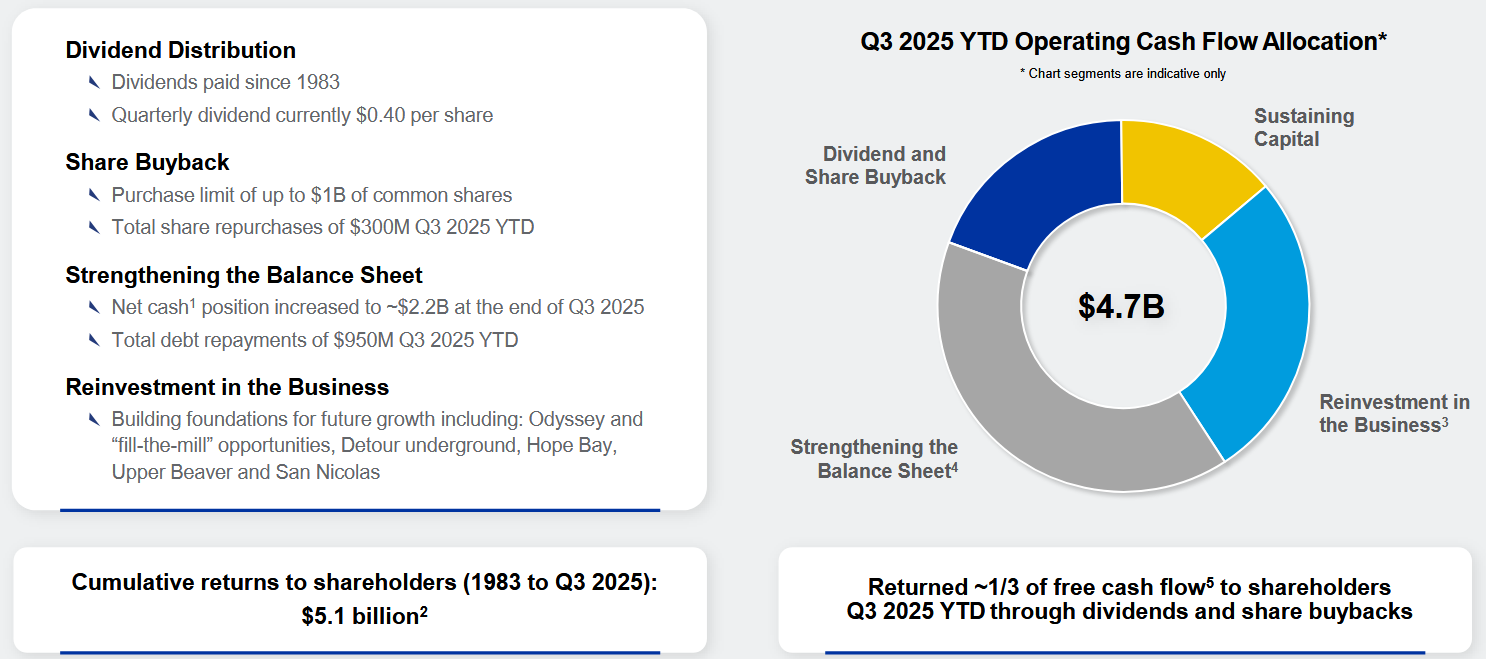 Dividend Distribution
Dividends paid since 1983
Quarterly dividend currently $0.40 per share
Share Buyback
Purchase limit of up to $1B of common shares
Total share repurchases of $300M Q3 2025 YTD
Strengthening the Balance Sheet
Net cash¹ position increased to ~$2.2B at the end of Q3 2025
Total debt repayments of $950M Q3 2025 YTD
Reinvestment in the Business
Building foundations for future growth including: Odyssey and
“fill-the-mill” opportunities, Detour underground, Hope Bay,
Upper Beaver and San Nicolas
Cumulative returns to shareholders (1983 to Q3 2025):
$5.1 billion²
Q3 2025 YTD Operating Cash Flow Allocation*
* Chart segments are indicative only
Sustaining
Capital
Dividend and
Share Buyback
$4.7B
Reinvestment in
the Business³
Strengthening the
Balance Sheet⁴
Returned ~1/3 of free cash flow⁵ to shareholders
Q3 2025 YTD through dividends and share buybacks